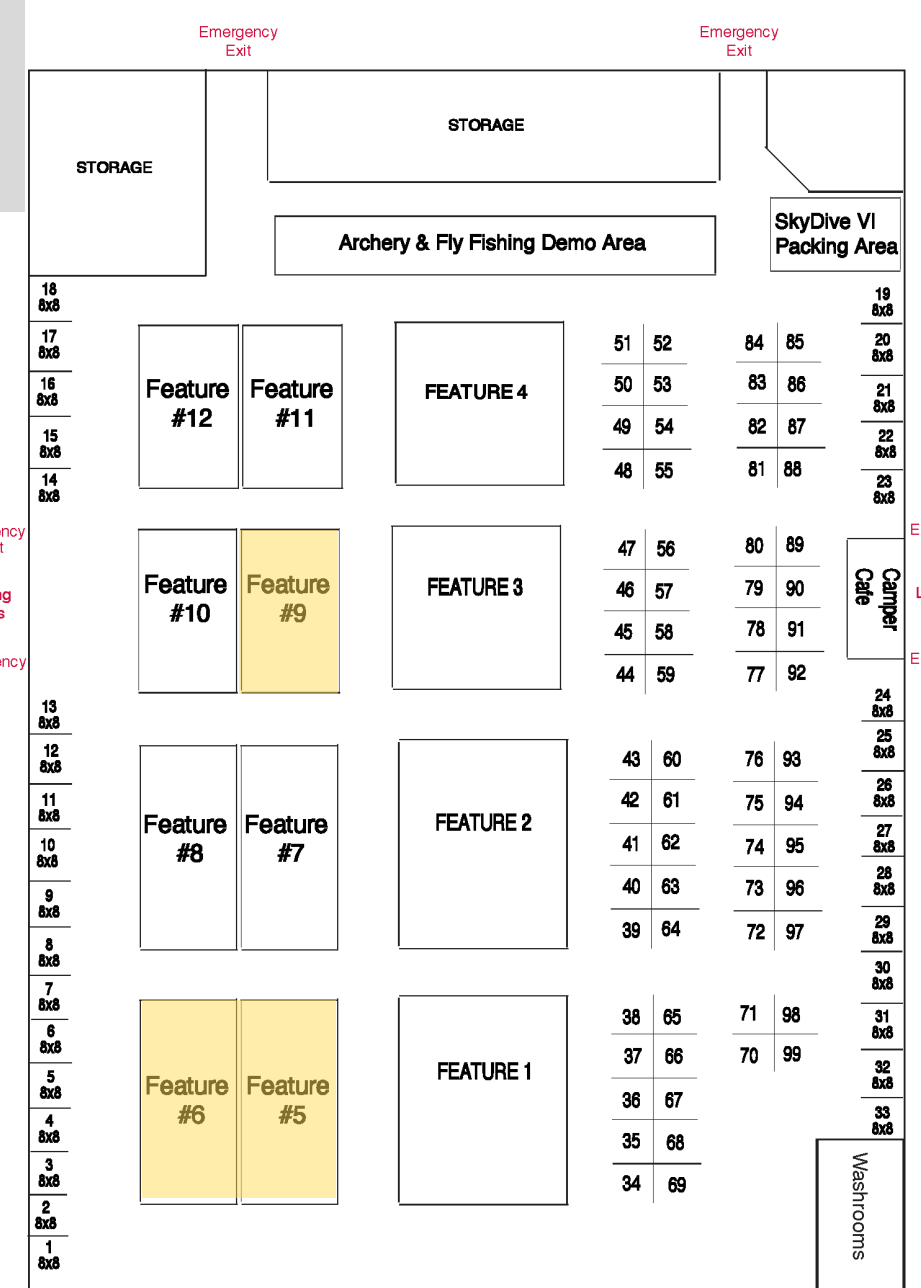 Emergency
Exit
Emergency
Exit
STORAGE
STORAGE
Archery & Fly Fishing Demo Area
SkyDive VI
Packing Area
18
8x8
17
8x8
16
8x8
15
8x8
14
8x8
Feature
#12
Feature
#11
FEATURE 4
51 52
50 53
49 54
48 55
84 85
83 86
82 87
81 88
19
8x8
20
8x8
21
8x8
22
8x8
23
8x8
Feature
#10
Feature
#9
FEATURE 3
47 56
46 57
45 58
44 59
80 89
79 90
78 91
77 92
Camper
Cafe
13
8x8
12
8x8
11
8x8
10
8x8
9
8x8
8
8x8
Feature
#8
Feature
#7
FEATURE 2
43 60
42 61
41 62
40 63
39 64
76 93
75 94
74 95
73 96
72 97
24
8x8
25
8x8
26
8x8
27
8x8
28
8x8
29
8x8
30
8x8
7
8x8
6
8x8
5
8x8
4
8x8
3
8x8
2
8x8
1
8x8
Feature
#6
Feature
#5
FEATURE 1
38 65
37 66
36 67
35 68
34 69
71 98
70 99
31
8x8
32
8x8
33
8x8
Washrooms